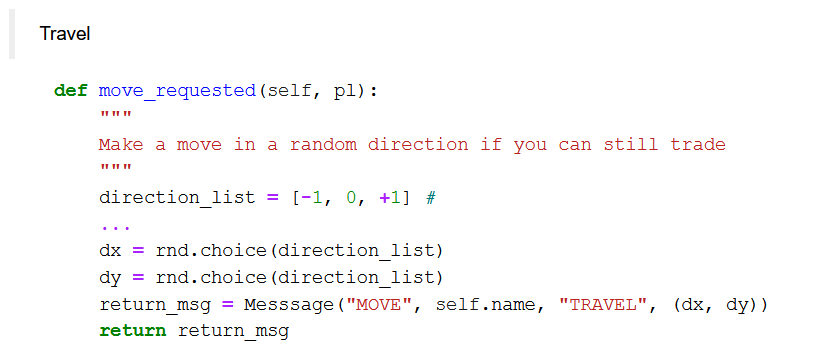 Travel
def move_requested(self, pl):
"""
Make a move in a random direction if you can still trade
"""
direction_list = [-1, 0, +1] #
...
dx = rnd.choice(direction_list)
dy = rnd.choice(direction_list)
return_msg = Messsage("MOVE", self.name, "TRAVEL", (dx, dy))
return return_msg